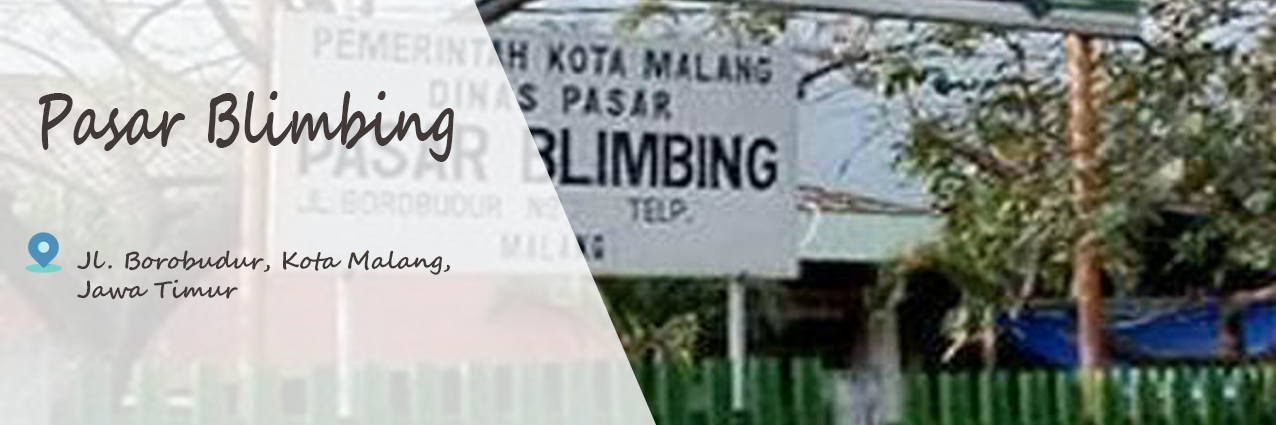 Pasar Blimbing
Jl. Borobudur, Kota Malang,
Jawa Timur
PEMERINTAH KOTA MALANG
DINAS PASAR
PASAR BLIMBING
JL. BOROBUDUR NO TELP.
MALANG